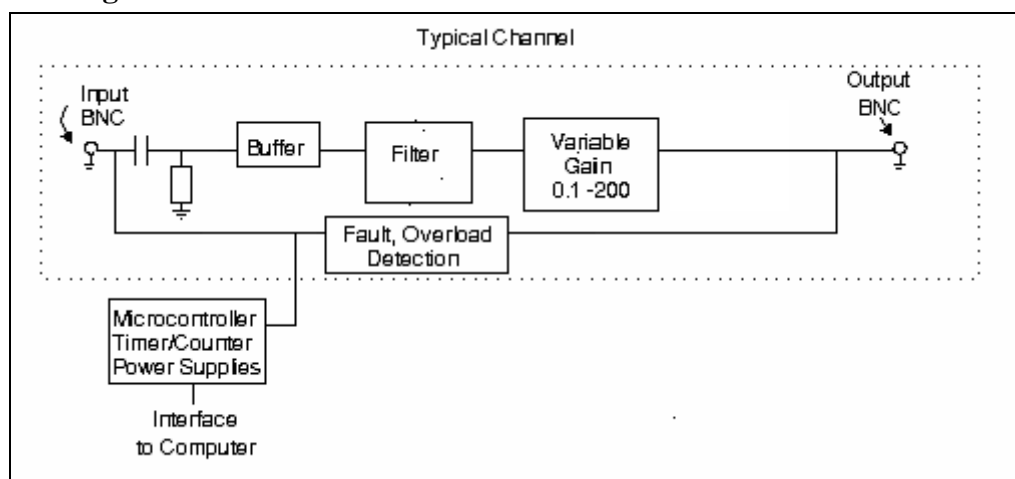 Typical Channel
Input
BNC
Output
BNC
Buffer
Filter
Variable
Gain
0.1 -200
Fault, Overload
Detection
Microcontroller
Timer/Counter
Power Supplies
Interface
to Computer